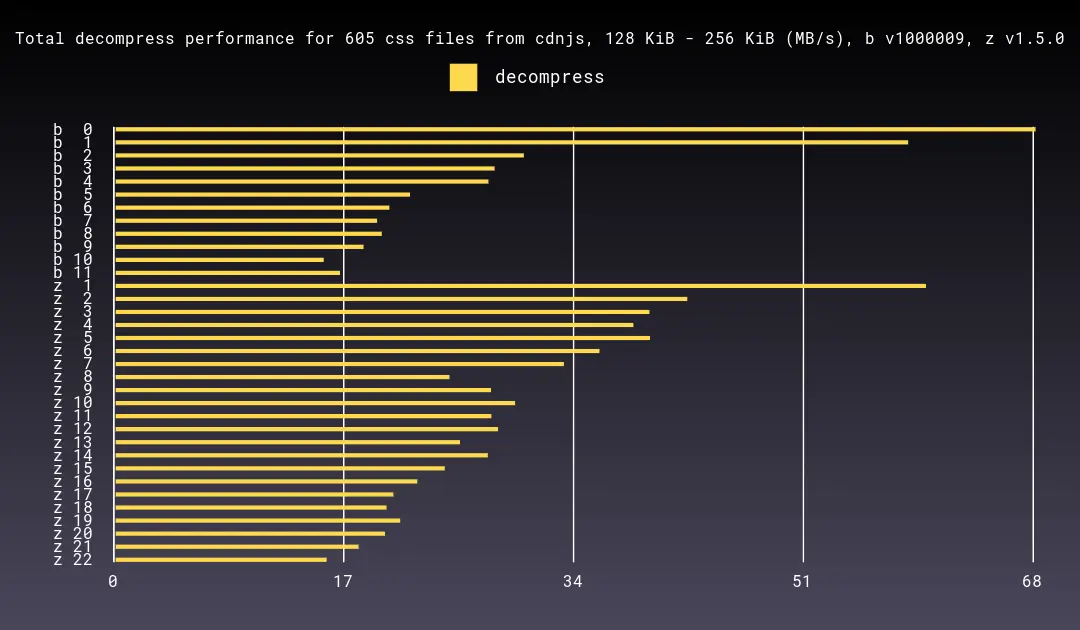 Total decompress performance for 605 css files from cdnjs, 128 KiB - 256 KiB (MB/s), b v1000009, z v1.5.0
decompress
b 0
b 1
b 2
b 3
b 4
b 5
b 6
b 7
b 8
b 9
b 10
b 11
z 1
z 2
z 3
z 4
z 5
z 6
z 7
z 8
z 9
z 10
z 11
z 12
z 13
z 14
z 15
z 16
z 17
z 18
z 19
z 20
z 21
z 22
0 17 34 51 68